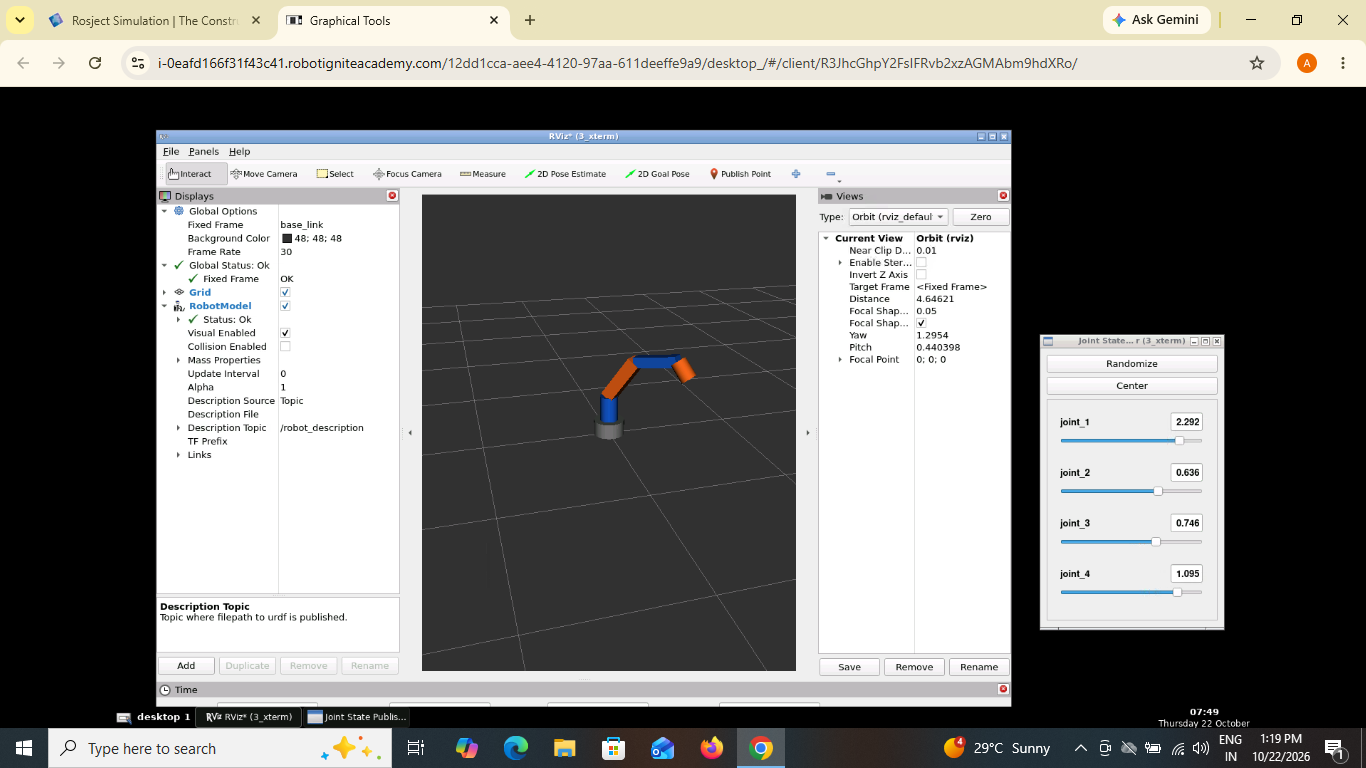 Rosject Simulation | The Constru
Graphical Tools
Ask Gemini
i-0eafd166f31f43c41.robotigniteacademy.com/12dd1cca-aee4-4120-97aa-611deeffe9a9/desktop_/#/client/R3JhcGhpY2FsIFRvb2xzAGMAbm9hdXRo/
A
RViz* (3_xterm)
File Panels Help
Interact Move Camera Select Focus Camera Measure 2D Pose Estimate 2D Goal Pose Publish Point
Displays
Global Options
Fixed Frame base_link
Background Color 48; 48; 48
Frame Rate 30
Global Status: Ok
Fixed Frame OK
Grid
RobotModel
Status: Ok
Visual Enabled
Collision Enabled
Mass Properties
Update Interval 0
Alpha 1
Description Source Topic
Description File
Description Topic /robot_description
TF Prefix
Links
Description Topic
Topic where filepath to urdf is published.
Add Duplicate Remove Rename
Views
Type: Orbit (rviz_defaul Zero
Current View Orbit (rviz)
Near Clip D... 0.01
Enable Ster...
Invert Z Axis
Target Frame <Fixed Frame>
Distance 4.64621
Focal Shap... 0.05
Focal Shap...
Yaw 1.2954
Pitch 0.440398
Focal Point 0; 0; 0
Save Remove Rename
Time
Joint State...r (3_xterm)
Randomize
Center
joint_1 2.292
joint_2 0.636
joint_3 0.746
joint_4 1.095
desktop 1 RViz* (3_xterm) Joint State Publis...
07:49
Thursday 22 October
Type here to search
4
29°C Sunny
ENG
IN
1:19 PM
10/22/2026
1